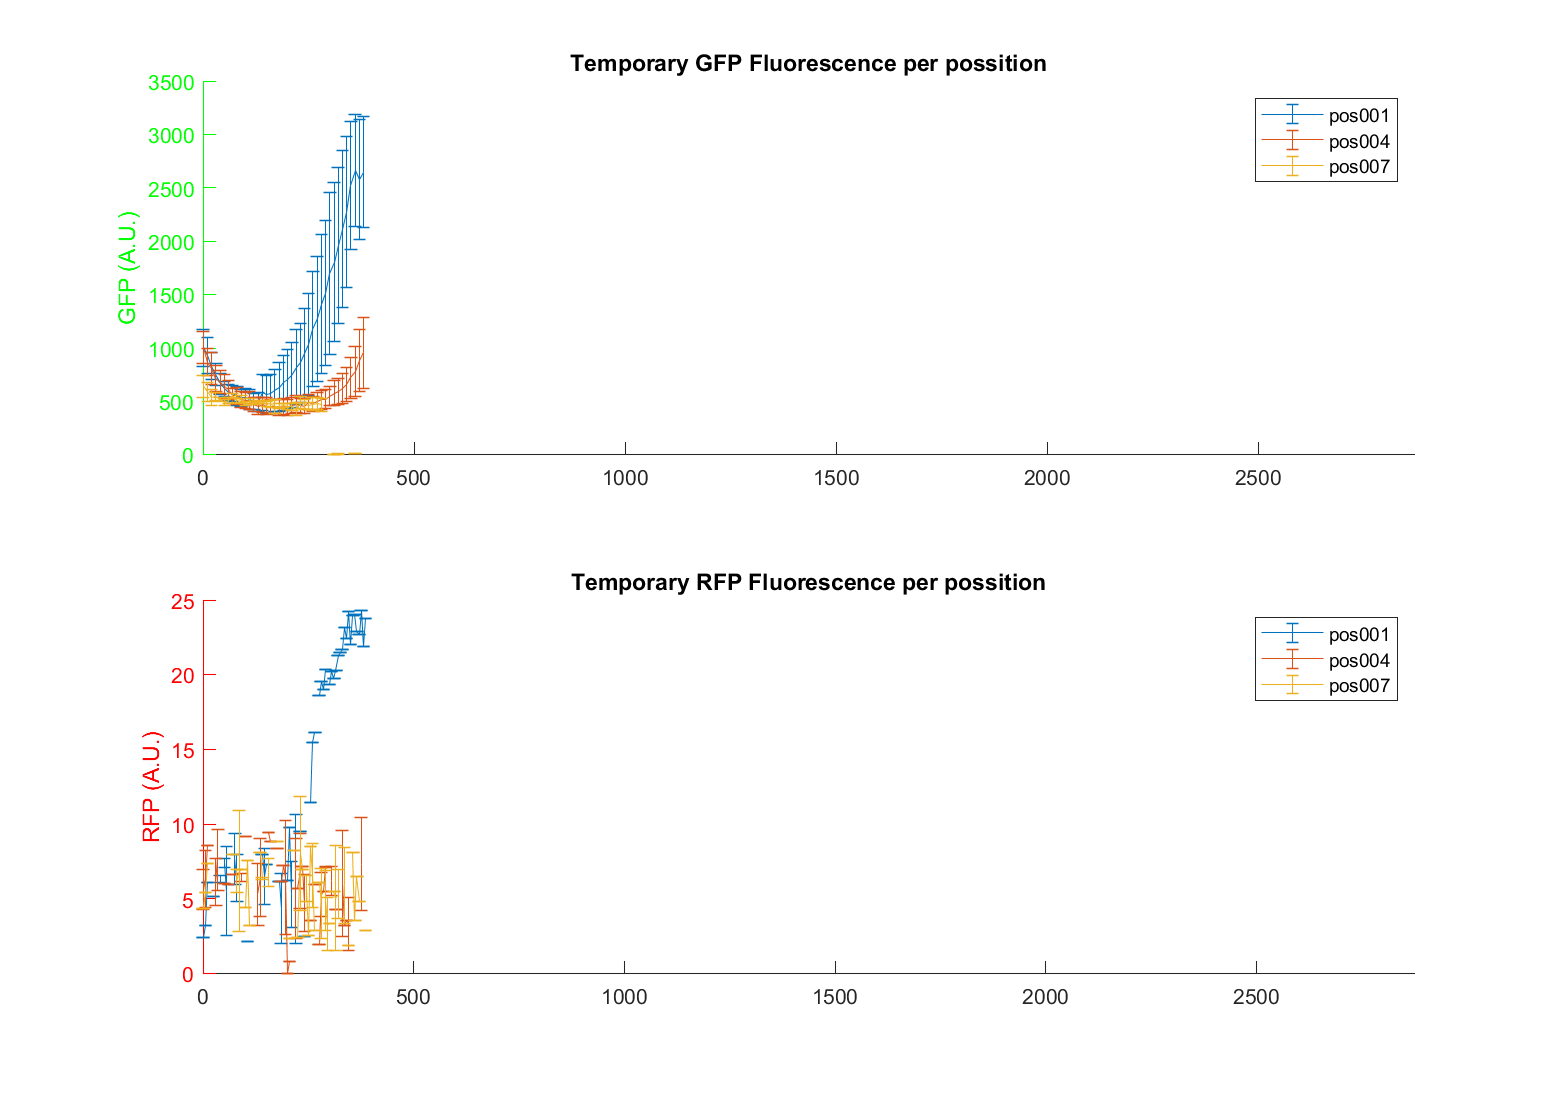 Temporary GFP Fluorescence per possition
GFP (A.U.)
3500
3000
2500
2000
1500
1000
500
0
0 500 1000 1500 2000 2500
pos001
pos004
pos007
Temporary RFP Fluorescence per possition
RFP (A.U.)
25
20
15
10
5
0
0 500 1000 1500 2000 2500
pos001
pos004
pos007